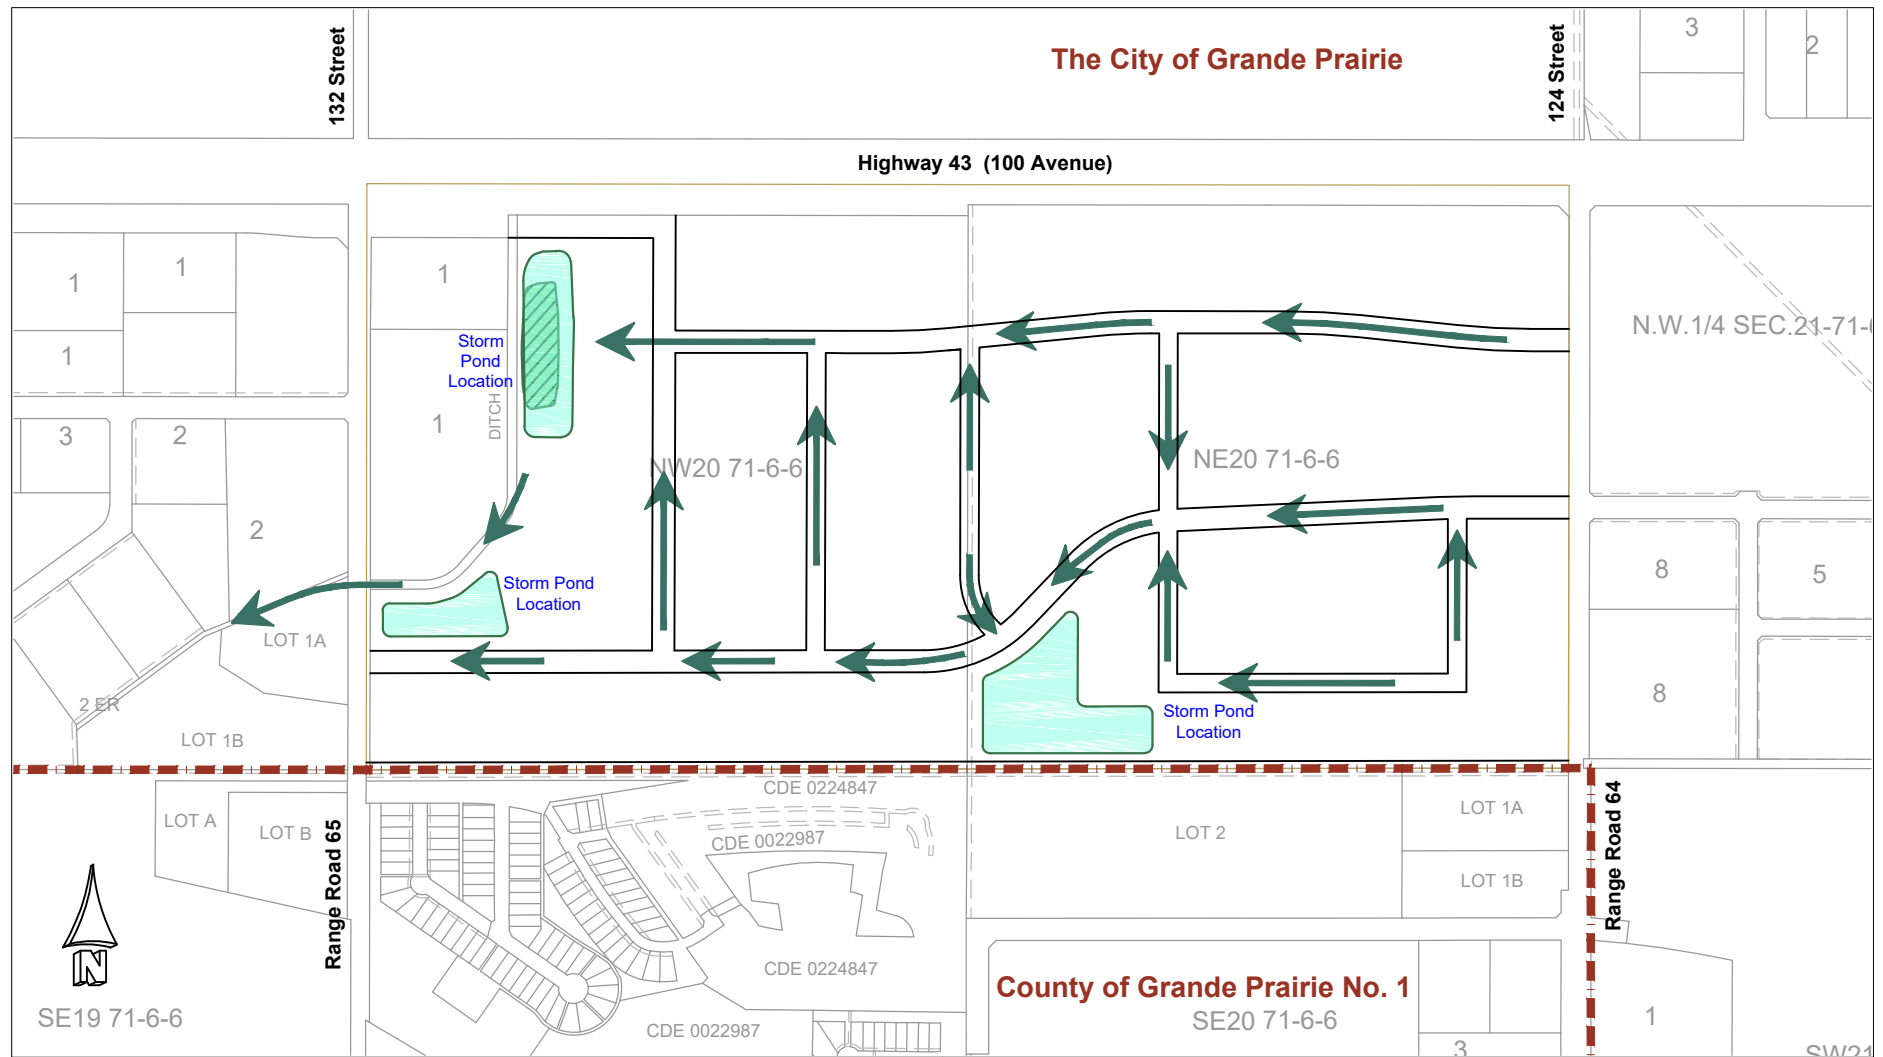 132 Street
The City of Grande Prairie
124 Street
3
2
Highway 43  (100 Avenue)
1
1
1
1
3
2
2
1
1
Storm
Pond
Location
DITCH
NW20 71-6-6
NE20 71-6-6
N.W.1/4 SEC.21-71-
8
5
8
Storm Pond
Location
LOT 1A
2 ER
LOT 1B
Storm Pond
Location
LOT A
LOT B
Range Road 65
CDE 0224847
CDE 0022987
LOT 2
LOT 1A
LOT 1B
Range Road 64
CDE 0224847
County of Grande Prairie No. 1
SE20 71-6-6
N
SE19 71-6-6
CDE 0022987
3
1
SW21